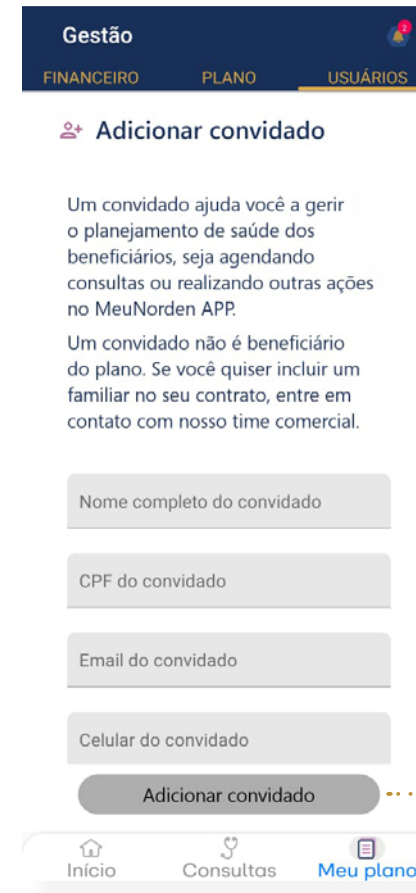 Gestão
2
FINANCEIRO PLANO USUÁRIOS
Adicionar convidado
Um convidado ajuda você a gerir
o planejamento de saúde dos
beneficiários, seja agendando
consultas ou realizando outras ações
no MeuNorden APP.
Um convidado não é beneficiário
do plano. Se você quiser incluir um
familiar no seu contrato, entre em
contato com nosso time comercial.
Nome completo do convidado
CPF do convidado
Email do convidado
Celular do convidado
Adicionar convidado
Início Consultas Meu plano